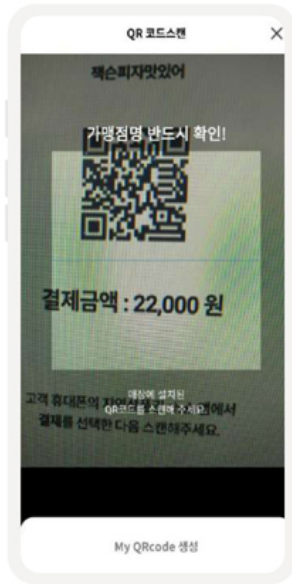 QR 코드스캔
잭슨피자맛있어
가맹점명 반드시 확인!
결제금액 : 22,000 원
매장에 설치된
QR코드를 스캔해 주세요.
고객 휴대폰의 앱에서
결제를 선택한 다음 스캔해주세요.
My QRcode 생성